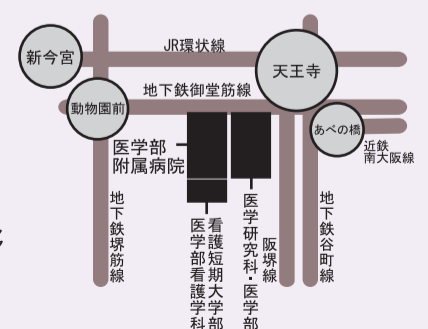 JR環状線
新今宮
天王寺
地下鉄御堂筋線
動物園前
あべの橋
近鉄
南大阪線
医学部
附属病院
地下鉄堺筋線
看護短期大学部
医学部看護学科
医学研究科・医学部
阪堺線
地下鉄谷町線